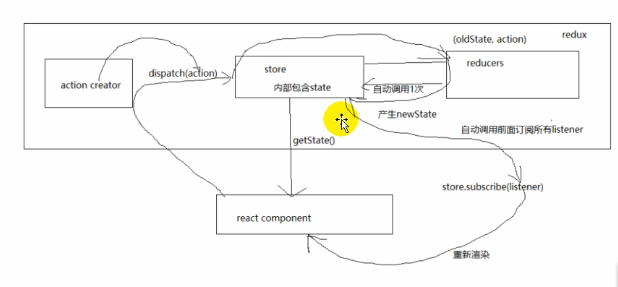 (oldState, action)
redux
action creator
dispatch(action)
store
内部包含state
reducers
自动调用1次
产生newState
自动调用前面订阅所有listener
getState()
store.subscribe(listener)
react component
重新渲染